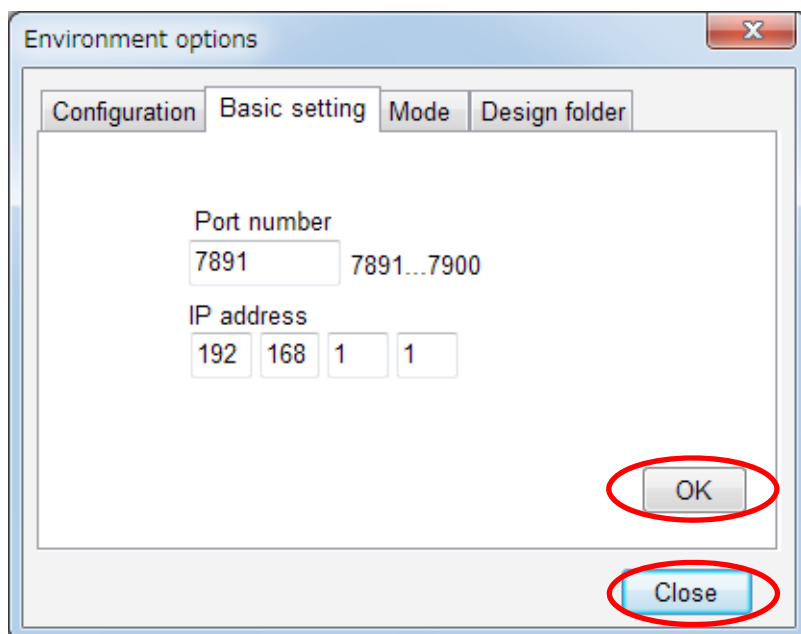 Environment options
Configuration Basic setting Mode Design folder
Port number
7891 7891...7900
IP address
192 168 1 1
OK
Close